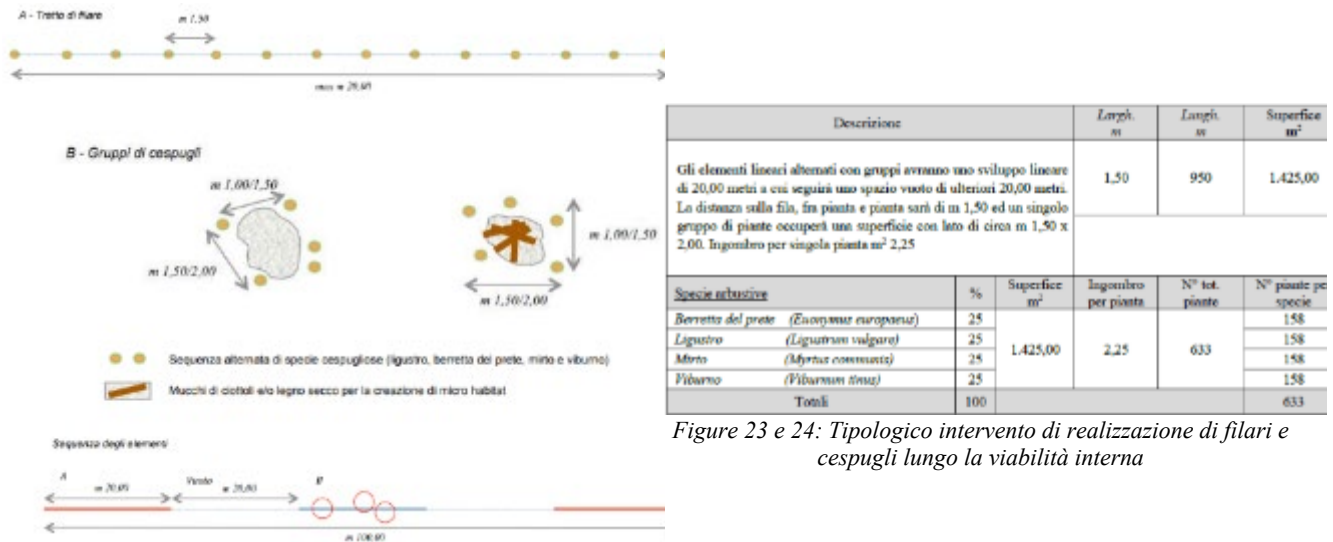 A - Tratto di filare
m 1,50
max m 20,00
B - Gruppi di cespugli
m 1,00/1,50
m 1,50/2,00
m 1,00/1,50
m 1,50/2,00
Sequenza alternata di specie cespugliose (ligustro, berretta del prete, mirto e viburno)
Mucchi di ciottoli e/o legno secco per la creazione di micro habitat
Sequenza degli elementi
A
m 20,00
Vuoto
m 20,00
B
m 100,00
Descrizione Largh. m Lungh. m Superfice m²
Gli elementi lineari alternati con gruppi avranno uno sviluppo lineare
di 20,00 metri a cui seguirà uno spazio vuoto di ulteriori 20,00 metri.
La distanza sulla fila, fra pianta e pianta sarà di m 1,50 ed un singolo
gruppo di piante occuperà una superficie con lato di circa m 1,50 x
2,00. Ingombro per singola pianta m² 2,25
1,50 950 1.425,00
Specie arbustive % Superfice m² Ingombro per pianta N° tot. piante N° piante per specie
Berretta del prete (Euonymus europaeus) 25 158
Ligustro (Ligustrum vulgare) 25 158
1.425,00 2,25 633
Mirto (Myrtus communis) 25 158
Viburno (Viburnum tinus) 25 158
Totali 100 633
Figure 23 e 24: Tipologico intervento di realizzazione di filari e
cespugli lungo la viabilità interna